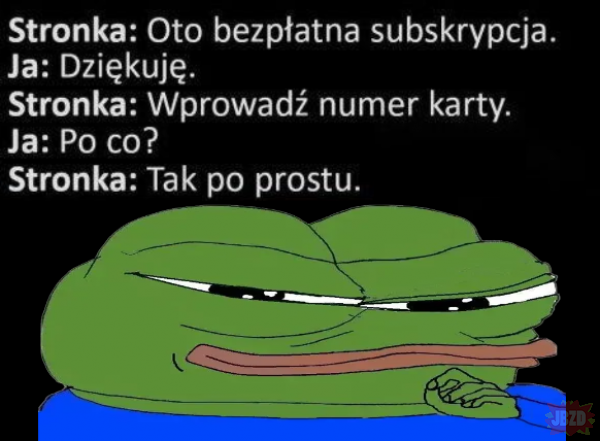 Stronka: Oto bezpłatna subskrypcja.
Ja: Dziękuję.
Stronka: Wprowadź numer karty.
Ja: Po co?
Stronka: Tak po prostu.
JBZD